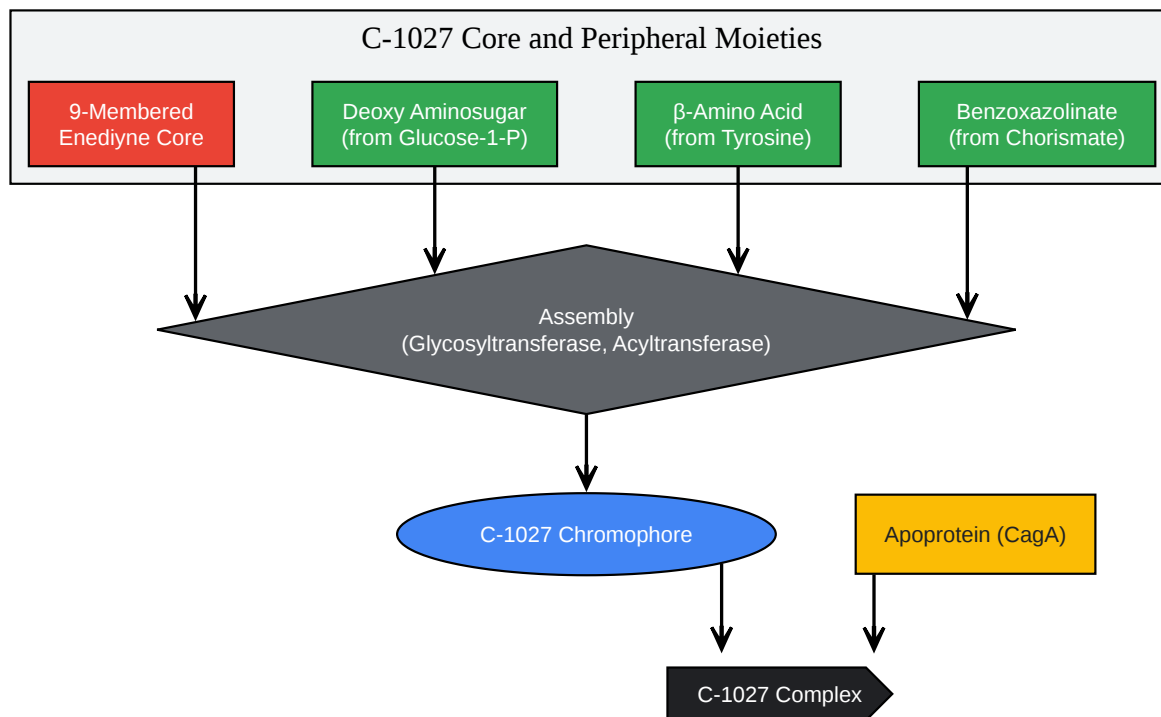 C-1027 Core and Peripheral Moieties
9-Membered
Enediyne Core
Deoxy Aminosugar
(from Glucose-1-P)
β-Amino Acid
(from Tyrosine)
Benzoxazolinate
(from Chorismate)
Assembly
(Glycosyltransferase, Acyltransferase)
C-1027 Chromophore
Apoprotein (CagA)
C-1027 Complex